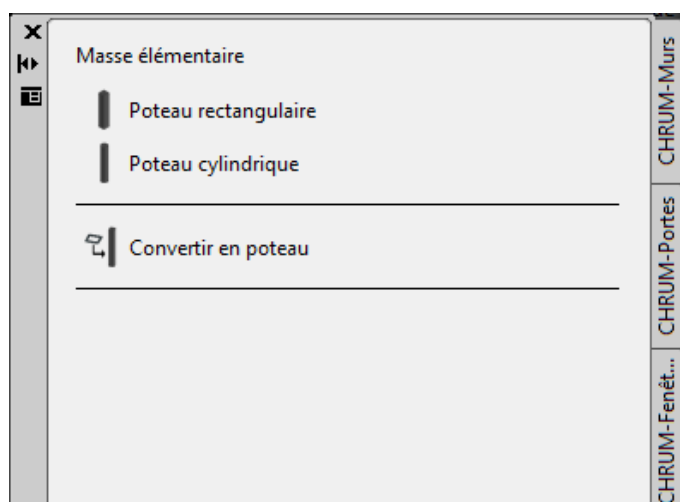 Masse élémentaire
Poteau rectangulaire
Poteau cylindrique
Convertir en poteau
CHRUM-Murs
CHRUM-Portes
CHRUM-Fenêt...